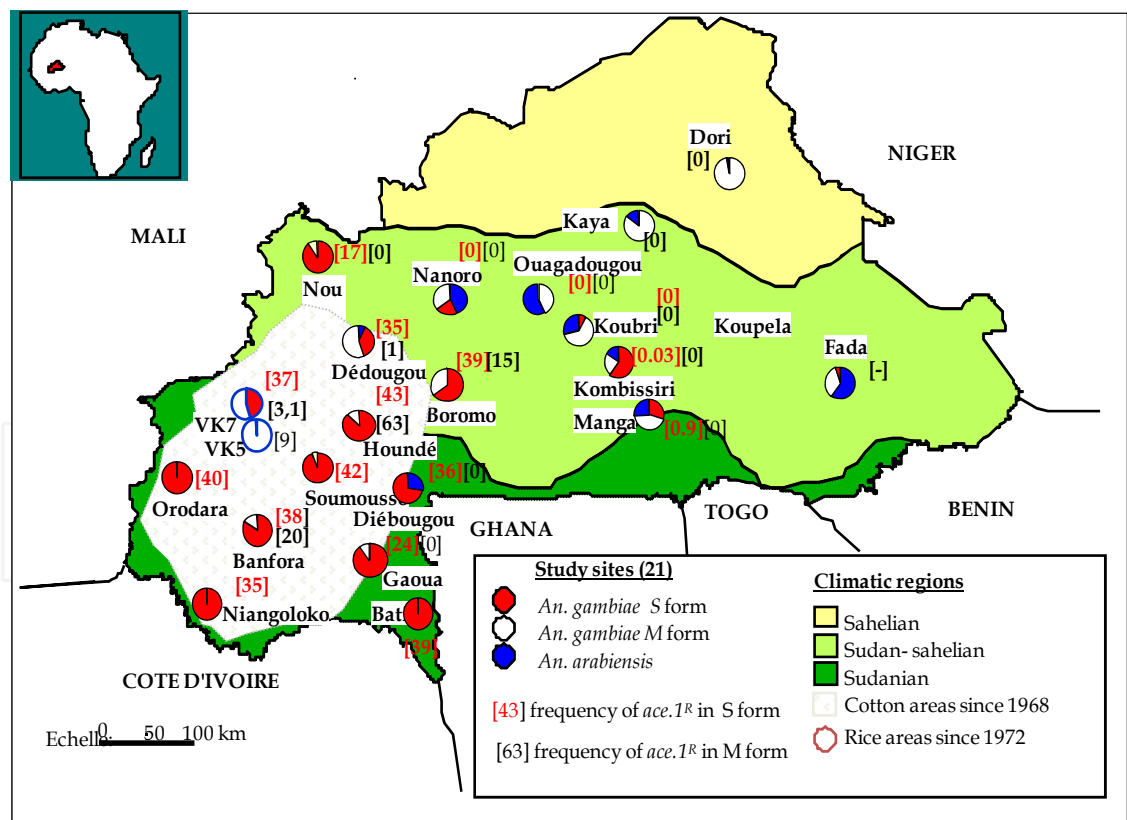 Dori
[0]
NIGER
MALI
Kaya
[0]
[17][0]
Nou
[0][0]
Nanoro
Ouagadougou
[0][0]
[0]
[0]
Koubri
Koupela
Fada
[-]
[35]
[1]
Dédougou
[39][15]
Boromo
[0.03][0]
Kombissiri
Manga
[0.9][0]
[37]
[3,1]
VK7
VK5
[9]
[43]
[63]
Houndé
[42]
Soumousso
[36][0]
Diébougou
[40]
Orodara
[38]
[20]
Banfora
[24][0]
Gaoua
[35]
Niangoloko
Bati
[39]
GHANA
TOGO
BENIN
COTE D'IVOIRE
Echelle:
0 50 100 km
Study sites (21)
An. gambiae S form
An. gambiae M form
An. arabiensis
[43] frequency of ace.1R in S form
[63] frequency of ace.1R in M form
Climatic regions
Sahelian
Sudan- sahelian
Sudanian
Cotton areas since 1968
Rice areas since 1972